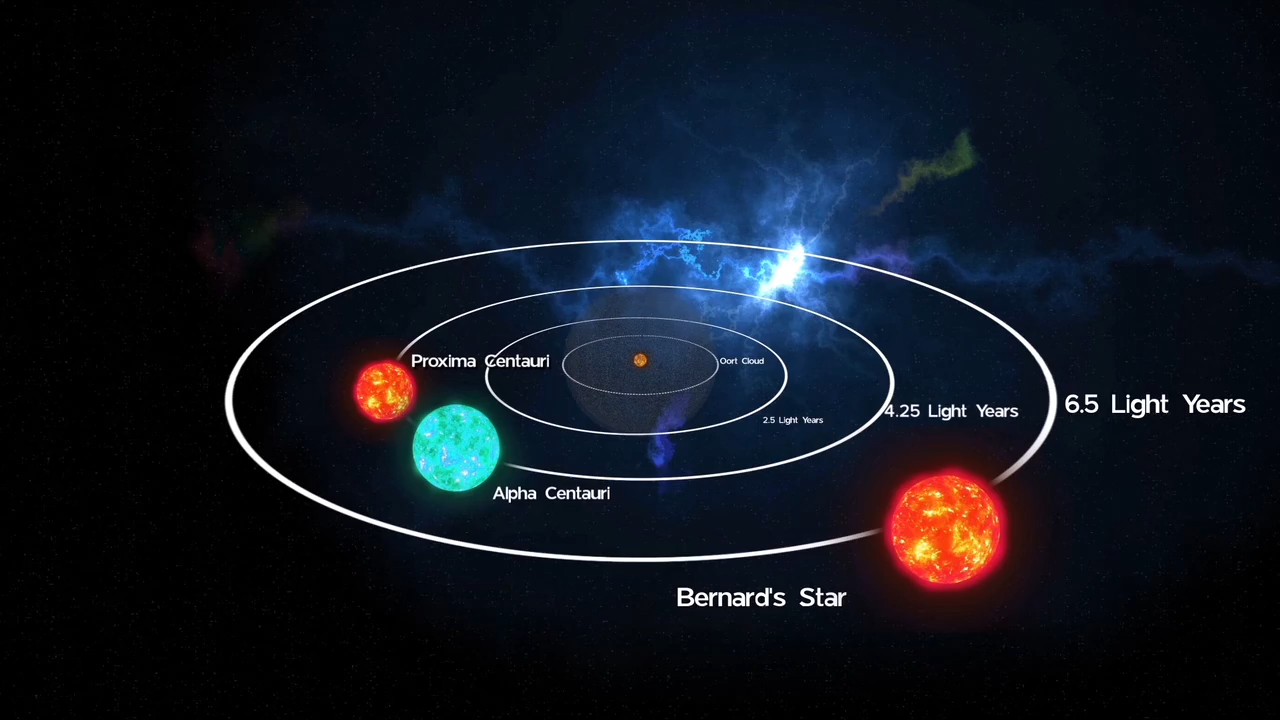 Proxima Centauri
Oort Cloud
2.5 Light Years
4.25 Light Years
6.5 Light Years
Alpha Centauri
Bernard's Star